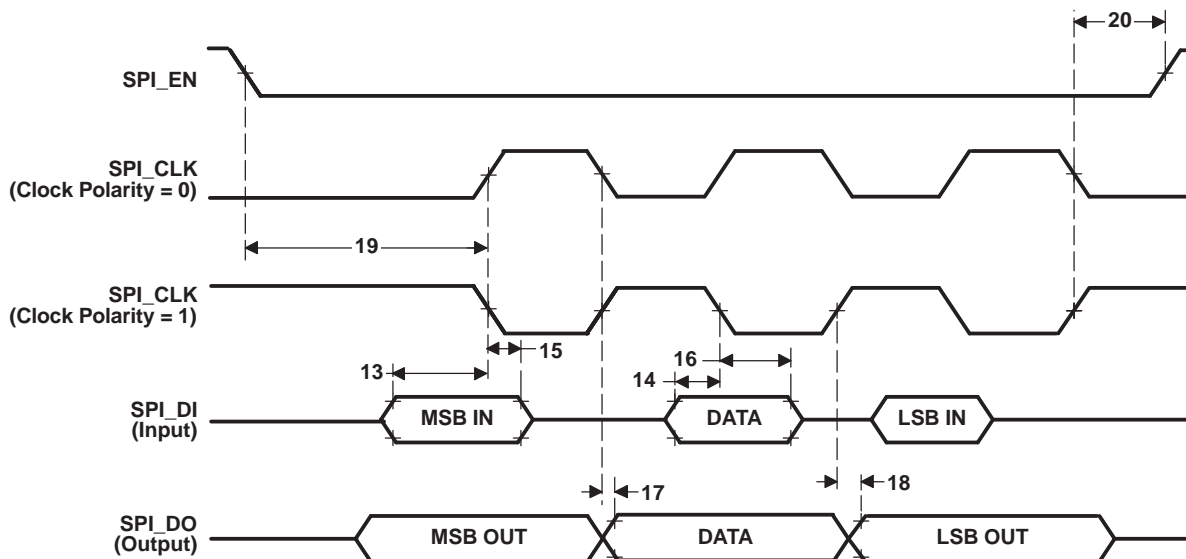 20
SPI_EN
SPI_CLK
(Clock Polarity = 0)
19
SPI_CLK
(Clock Polarity = 1)
15
13
16
14
SPI_DI
(Input)
MSB IN
DATA
LSB IN
17
18
SPI_DO
(Output)
MSB OUT
DATA
LSB OUT